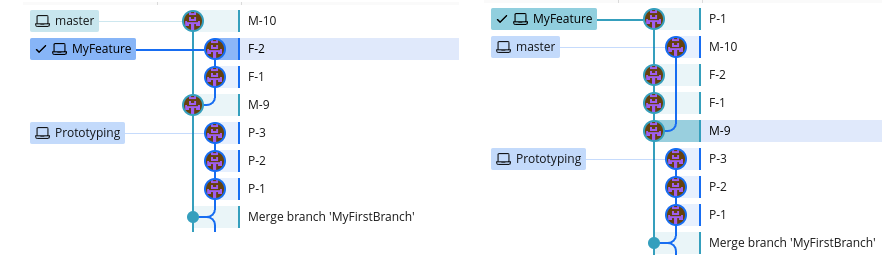 master M-10
MyFeature F-2
F-1
M-9
Prototyping P-3
P-2
P-1
Merge branch 'MyFirstBranch'
MyFeature P-1
master M-10
F-2
F-1
M-9
Prototyping P-3
P-2
P-1
Merge branch 'MyFirstBranch'